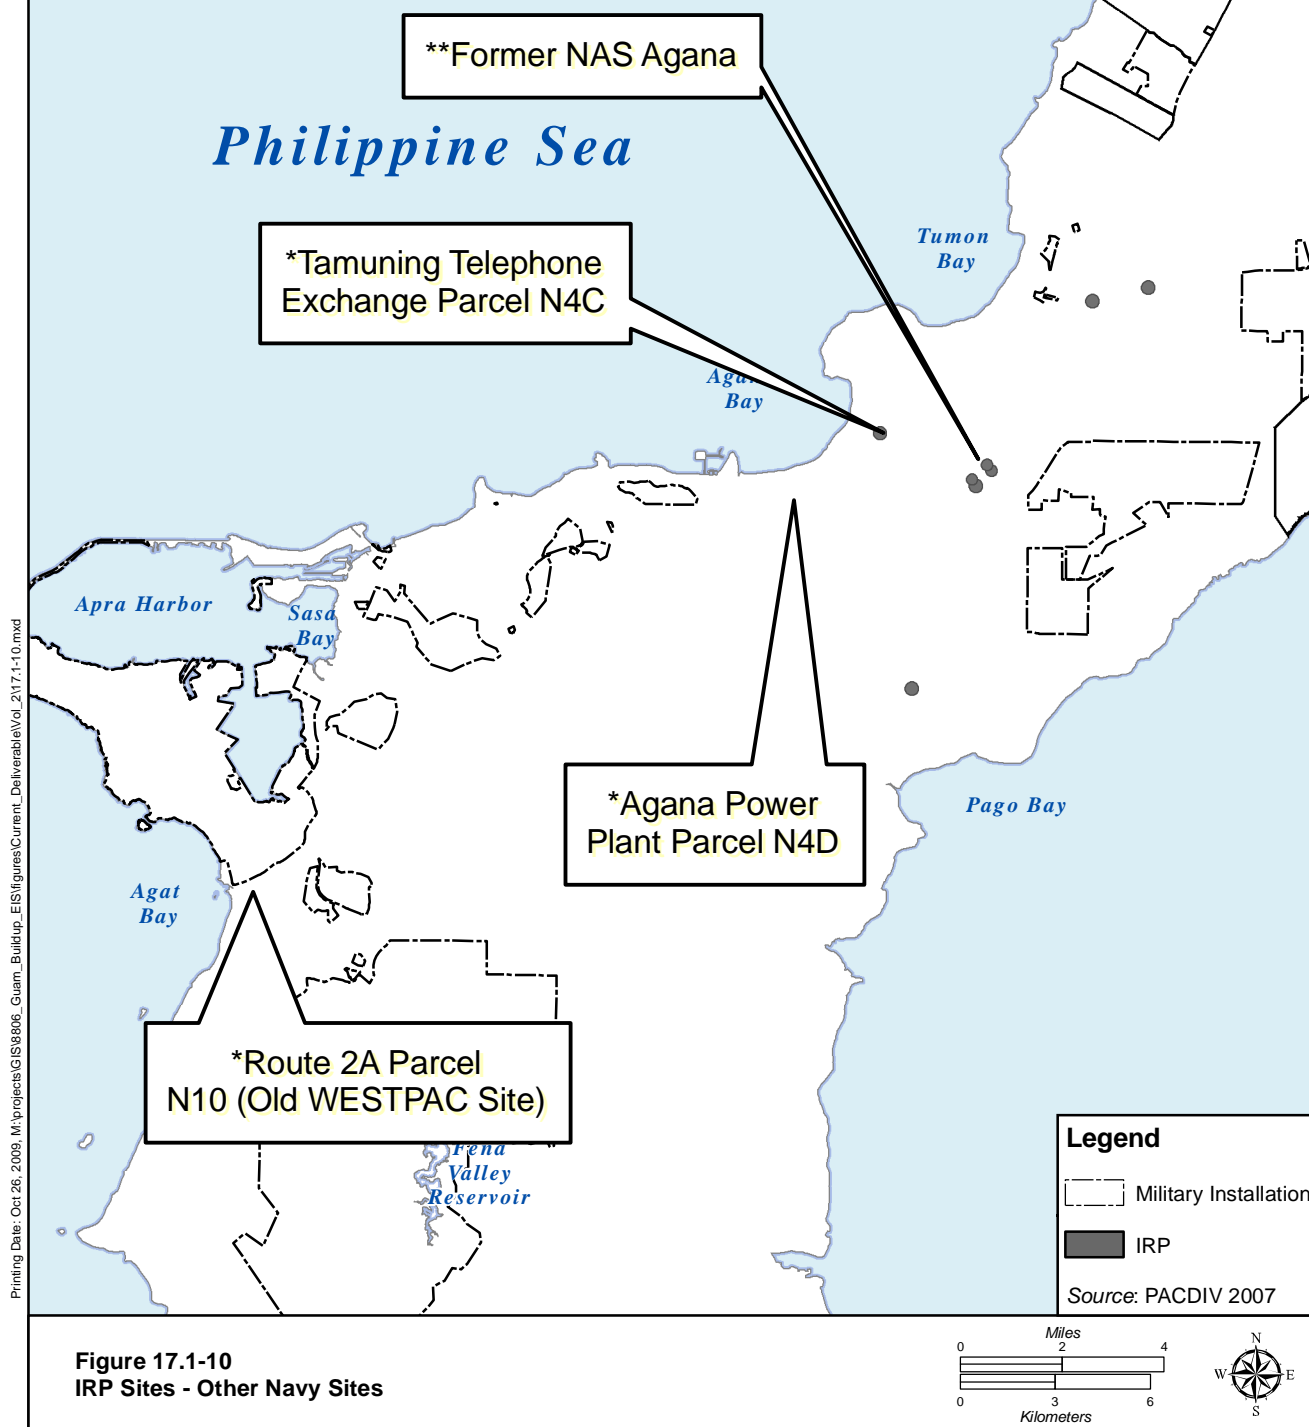 **Former NAS Agana
Philippine Sea
Tumon
Bay
*Tamuning Telephone
Exchange Parcel N4C
Bay
Apra Harbor
Sasa
Bay
*Agana Power
Plant Parcel N4D
Pago Bay
Agat
Bay
*Route 2A Parcel
N10 (Old WESTPAC Site)
Fena
Valley
Reservoir
Legend
Military Installation
IRP
Source: PACDIV 2007
Printing Date: Oct 26, 2009, M:\projects\GIS\8806_Guam_Buildup_EIS\figures\Current_Deliverable\Vol_2\17.1-10.mxd
Figure 17.1-10
IRP Sites - Other Navy Sites
Miles
0 2 4
0 3 6
Kilometers
N
W E
S